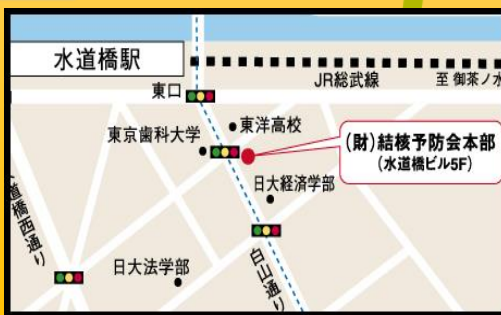 水道橋駅
JR総武線
至 御茶ノ水
東口
東洋高校
東京歯科大学
(財)結核予防会本部
(水道橋ビル5F)
日大経済学部
道橋西通り
白山通り
日大法学部